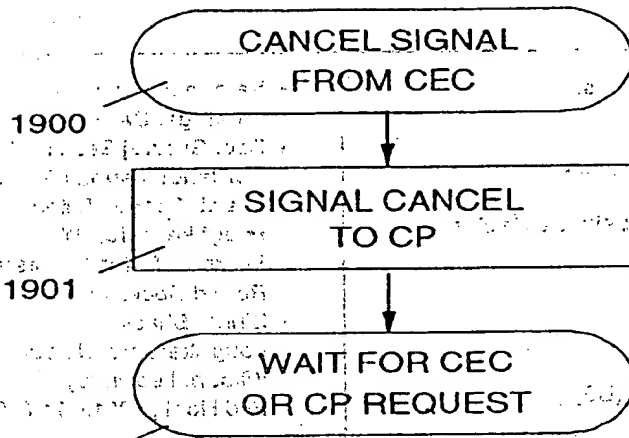 CANCEL SIGNAL
FROM CEC
1900
SIGNAL CANCEL
TO CP
1901
WAIT FOR CEC
OR CP REQUEST